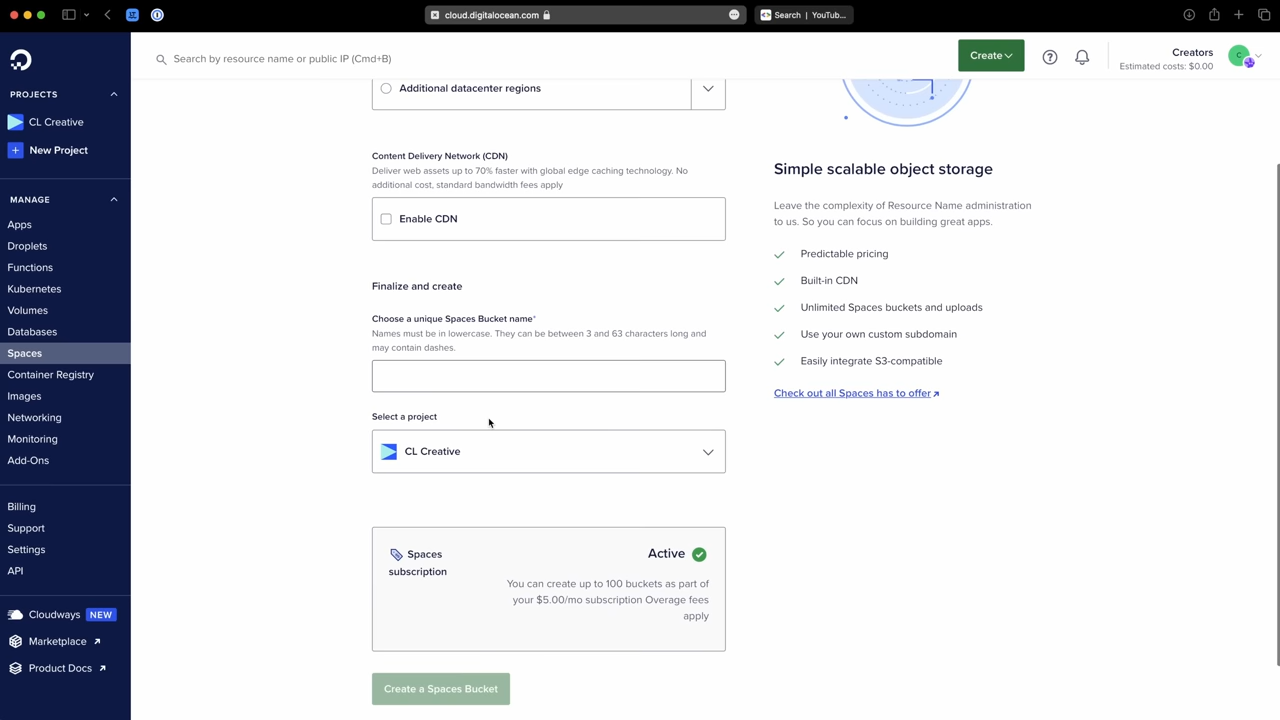 cloud.digitalocean.com
Search | YouTub...
Search by resource name or public IP (Cmd+B)
Create
Creators
Estimated costs: $0.00
C
PROJECTS
CL Creative
New Project
MANAGE
Apps
Droplets
Functions
Kubernetes
Volumes
Databases
Spaces
Container Registry
Images
Networking
Monitoring
Add-Ons
Billing
Support
Settings
API
Cloudways NEW
Marketplace
Product Docs
Additional datacenter regions
Content Delivery Network (CDN)
Deliver web assets up to 70% faster with global edge caching technology. No
additional cost, standard bandwidth fees apply
Enable CDN
Finalize and create
Choose a unique Spaces Bucket name*
Names must be in lowercase. They can be between 3 and 63 characters long and
may contain dashes.
Select a project
CL Creative
Spaces
subscription
Active
You can create up to 100 buckets as part of
your $5.00/mo subscription Overage fees
apply
Create a Spaces Bucket
Simple scalable object storage
Leave the complexity of Resource Name administration
to us. So you can focus on building great apps.
Predictable pricing
Built-in CDN
Unlimited Spaces buckets and uploads
Use your own custom subdomain
Easily integrate S3-compatible
Check out all Spaces has to offer